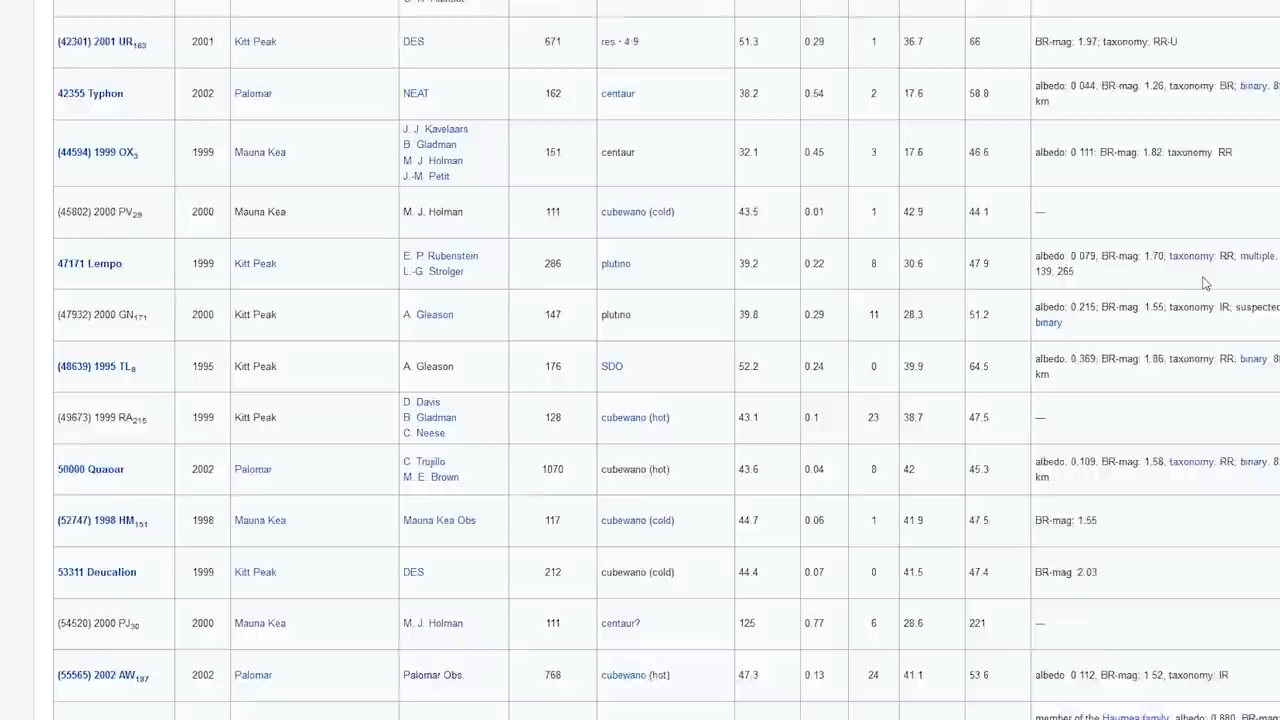 (42301) 2001 UR163 2001 Kitt Peak DES 671 res · 4:9 51.3 0.29 1 36.7 66 BR-mag: 1.97; taxonomy: RR-U
42355 Typhon 2002 Palomar NEAT 162 centaur 38.2 0.54 2 17.6 58.8 albedo: 0.044; BR-mag: 1.26; taxonomy: BR; binary:
km
(44594) 1999 OX3 1999 Mauna Kea J. J. Kavelaars
B. Gladman
M. J. Holman
J.-M. Petit
151 centaur 32.1 0.45 3 17.6 46.6 albedo: 0.111; BR-mag: 1.82; taxonomy: RR
(45802) 2000 PV29 2000 Mauna Kea M. J. Holman 111 cubewano (cold) 43.5 0.01 1 42.9 44.1 —
47171 Lempo 1999 Kitt Peak E. P. Rubenstein
L.-G. Strolger
286 plutino 39.2 0.22 8 30.6 47.9 albedo: 0.079; BR-mag: 1.70; taxonomy: RR; multiple:
139, 265
(47932) 2000 GN171 2000 Kitt Peak A. Gleason 147 plutino 39.8 0.29 11 28.3 51.2 albedo: 0.215; BR-mag: 1.55; taxonomy: IR; suspected
binary
(48639) 1995 TL8 1995 Kitt Peak A. Gleason 176 SDO 52.2 0.24 0 39.9 64.5 albedo: 0.369; BR-mag: 1.86; taxonomy: RR; binary:
km
(49673) 1999 RA215 1999 Kitt Peak D. Davis
B. Gladman
C. Neese
128 cubewano (hot) 43.1 0.1 23 38.7 47.5 —
50000 Quaoar 2002 Palomar C. Trujillo
M. E. Brown
1070 cubewano (hot) 43.6 0.04 8 42 45.3 albedo: 0.109; BR-mag: 1.58; taxonomy: RR; binary:
km
(52747) 1998 HM151 1998 Mauna Kea Mauna Kea Obs. 117 cubewano (cold) 44.7 0.06 1 41.9 47.5 BR-mag: 1.55
53311 Deucalion 1999 Kitt Peak DES 212 cubewano (cold) 44.4 0.07 0 41.5 47.4 BR-mag: 2.03
(54520) 2000 PJ30 2000 Mauna Kea M. J. Holman 111 centaur? 125 0.77 6 28.6 221 —
(55565) 2002 AW197 2002 Palomar Palomar Obs. 768 cubewano (hot) 47.3 0.13 24 41.1 53.6 albedo: 0.112; BR-mag: 1.52; taxonomy: IR
member of the Haumea family; albedo: 0.880; BR-mag: